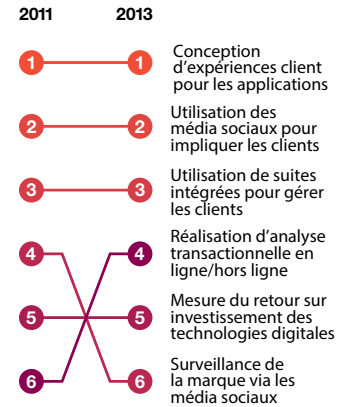 2011 2013
1 1 Conception
d’expériences client
pour les applications
2 2 Utilisation des
média sociaux pour
impliquer les clients
3 3 Utilisation de suites
intégrées pour gérer
les clients
4 4 Réalisation d’analyse
transactionnelle en
ligne/hors ligne
5 5 Mesure du retour sur
investissement des
technologies digitales
6 6 Surveillance de
la marque via les
média sociaux